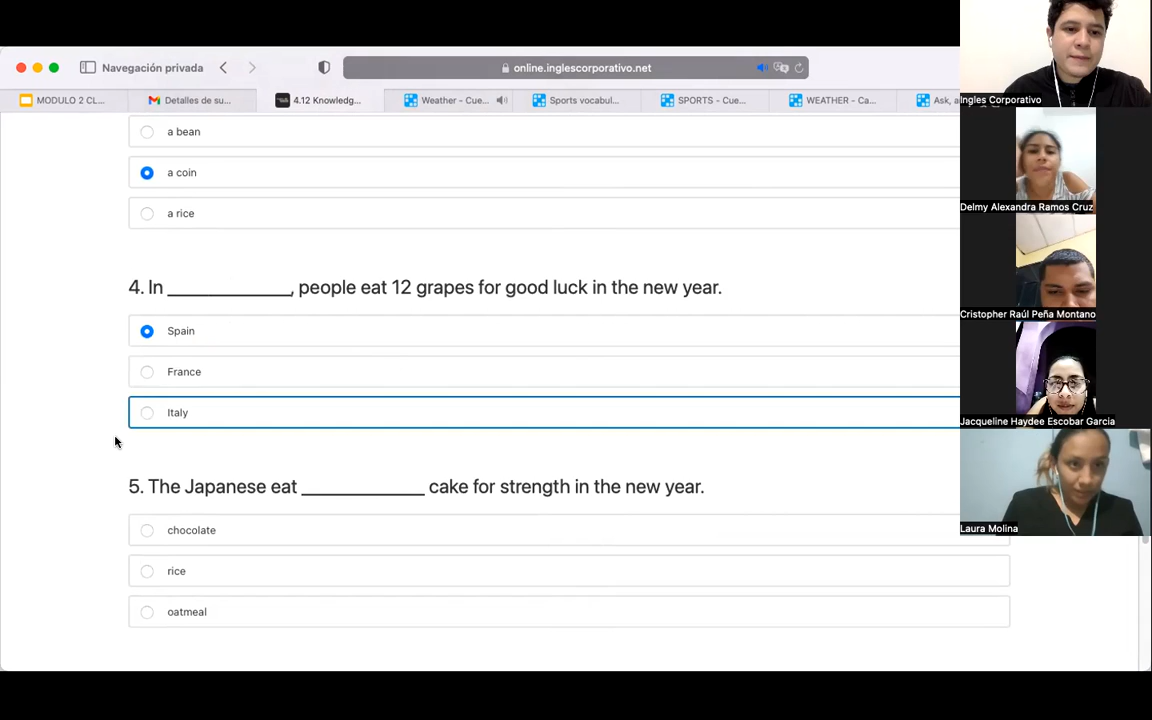 Navegación privada
online.inglescorporativo.net
MODULO 2 CL...
Detalles de su...
4.12 Knowledg...
Weather - Cue...
Sports vocabul...
SPORTS - Cue...
WEATHER - Ca...
Ask, a
a bean
a coin
a rice
4. In ____________, people eat 12 grapes for good luck in the new year.
Spain
France
Italy
5. The Japanese eat ____________ cake for strength in the new year.
chocolate
rice
oatmeal
Ingles Corporativo
Delmy Alexandra Ramos Cruz
Cristopher Raúl Peña Montano
Jacqueline Haydee Escobar Garcia
Laura Molina